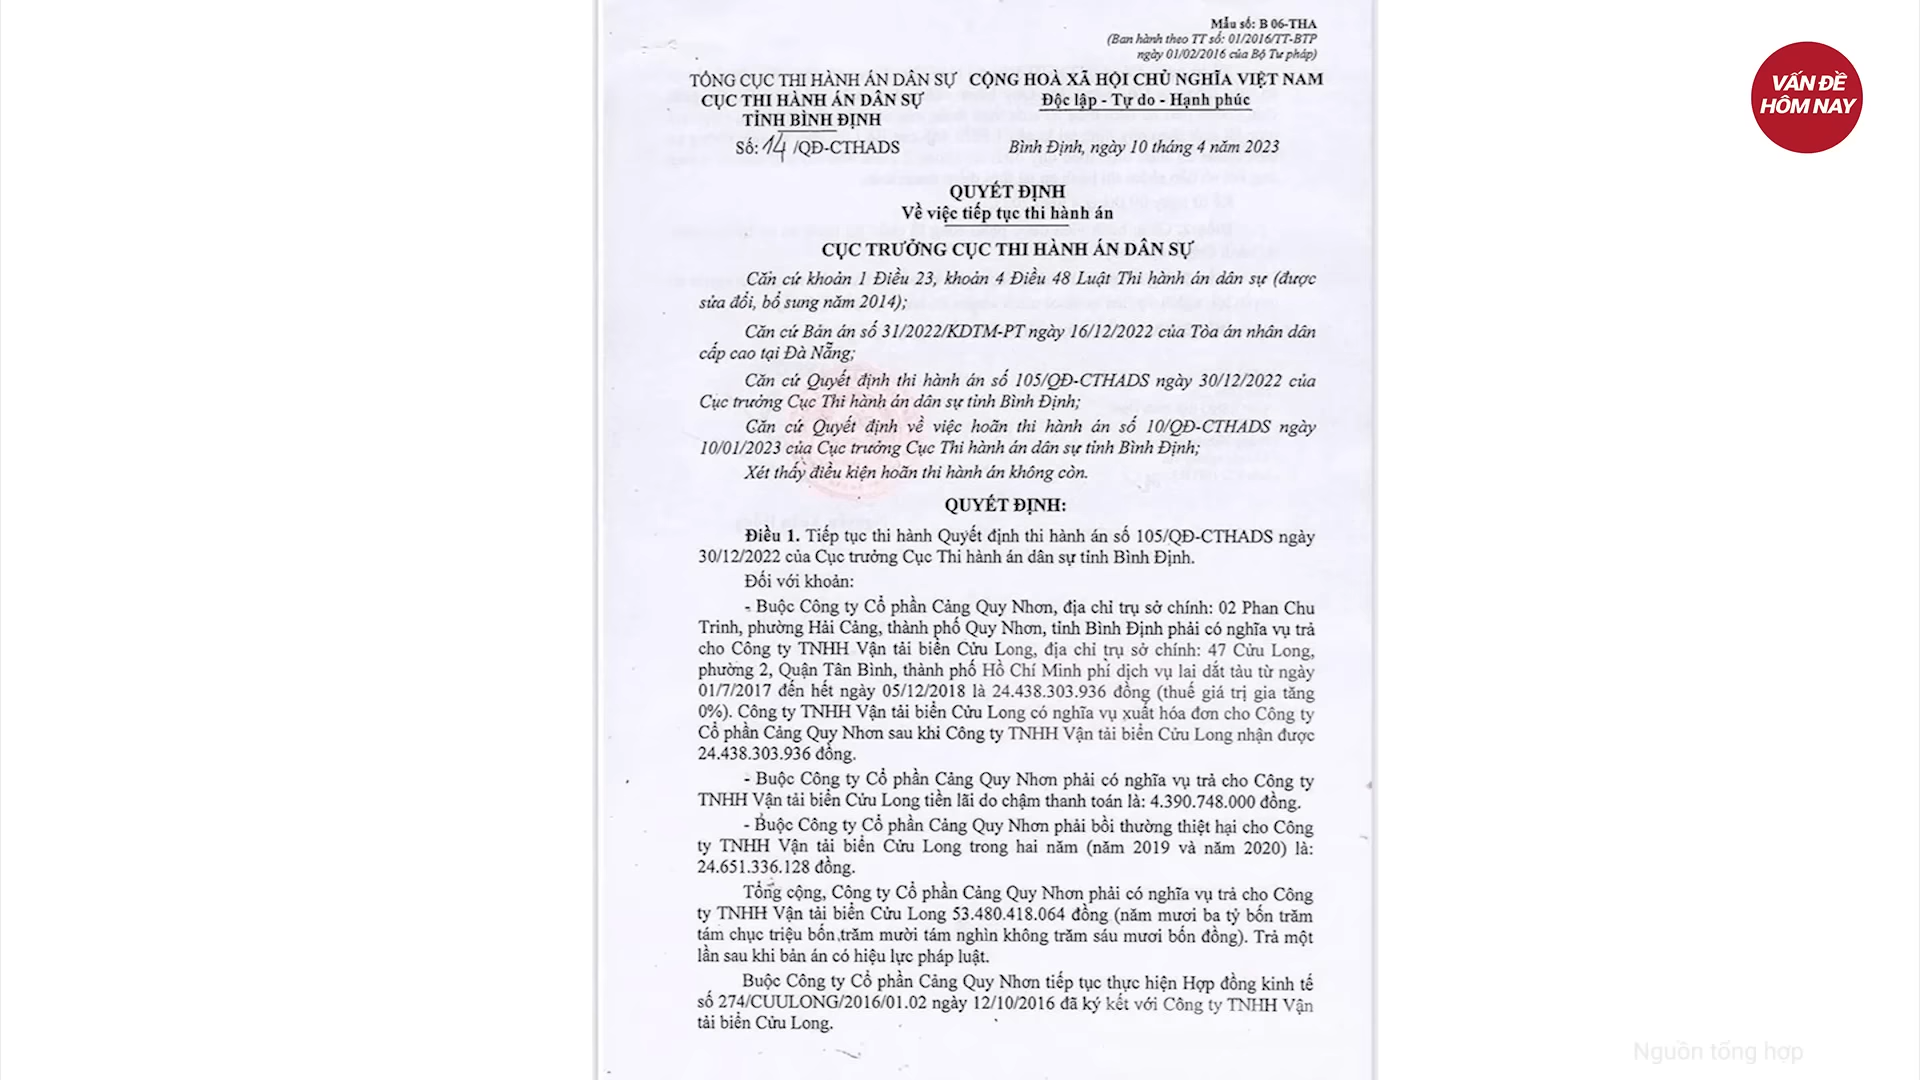 Mẫu số: B 06-THA
(Ban hành theo TT số: 01/2016/TT-BTP
ngày 01/02/2016 của Bộ Tư pháp)
TỔNG CỤC THI HÀNH ÁN DÂN SỰ
CỤC THI HÀNH ÁN DÂN SỰ
TỈNH BÌNH ĐỊNH
Số: 14 /QĐ-CTHADS
CỘNG HOÀ XÃ HỘI CHỦ NGHĨA VIỆT NAM
Độc lập - Tự do - Hạnh phúc
Bình Định, ngày 10 tháng 4 năm 2023
VẤN ĐỀ
HÔM NAY
QUYẾT ĐỊNH
Về việc tiếp tục thi hành án
CỤC TRƯỞNG CỤC THI HÀNH ÁN DÂN SỰ
Căn cứ khoản 1 Điều 23, khoản 4 Điều 48 Luật Thi hành án dân sự (được
sửa đổi, bổ sung năm 2014);
Căn cứ Bản án số 31/2022/KDTM-PT ngày 16/12/2022 của Tòa án nhân dân
cấp cao tại Đà Nẵng;
Căn cứ Quyết định thi hành án số 105/QĐ-CTHADS ngày 30/12/2022 của
Cục trưởng Cục Thi hành án dân sự tỉnh Bình Định;
Căn cứ Quyết định về việc hoãn thi hành án số 10/QĐ-CTHADS ngày
10/01/2023 của Cục trưởng Cục Thi hành án dân sự tỉnh Bình Định;
Xét thấy điều kiện hoãn thi hành án không còn.
QUYẾT ĐỊNH:
Điều 1. Tiếp tục thi hành Quyết định thi hành án số 105/QĐ-CTHADS ngày
30/12/2022 của Cục trưởng Cục Thi hành án dân sự tỉnh Bình Định.
Đối với khoản:
- Buộc Công ty Cổ phần Cảng Quy Nhơn, địa chỉ trụ sở chính: 02 Phan Chu
Trinh, phường Hải Cảng, thành phố Quy Nhơn, tỉnh Bình Định phải có nghĩa vụ trả
cho Công ty TNHH Vận tải biển Cửu Long, địa chỉ trụ sở chính: 47 Cửu Long,
phường 2, Quận Tân Bình, thành phố Hồ Chí Minh phí dịch vụ lai dắt tàu từ ngày
01/7/2017 đến hết ngày 05/12/2018 là 24.438.303.936 đồng (thuế giá trị gia tăng
0%). Công ty TNHH Vận tải biển Cửu Long có nghĩa vụ xuất hóa đơn cho Công ty
Cổ phần Cảng Quy Nhơn sau khi Công ty TNHH Vận tải biển Cửu Long nhận được
24.438.303.936 đồng.
- Buộc Công ty Cổ phần Cảng Quy Nhơn phải có nghĩa vụ trả cho Công ty
TNHH Vận tải biển Cửu Long tiền lãi do chậm thanh toán là: 4.390.748.000 đồng.
- Buộc Công ty Cổ phần Cảng Quy Nhơn phải bồi thường thiệt hại cho Công
ty TNHH Vận tải biển Cửu Long trong hai năm (năm 2019 và năm 2020) là:
24.651.336.128 đồng.
Tổng cộng, Công ty Cổ phần Cảng Quy Nhơn phải có nghĩa vụ trả cho Công
ty TNHH Vận tải biển Cửu Long 53.480.418.064 đồng (năm mươi ba tỷ bốn trăm
tám chục triệu bốn trăm mười tám nghìn không trăm sáu mươi bốn đồng). Trả một
lần sau khi bản án có hiệu lực pháp luật.
Buộc Công ty Cổ phần Cảng Quy Nhơn tiếp tục thực hiện Hợp đồng kinh tế
số 274/CUULONG/2016/01.02 ngày 12/10/2016 đã ký kết với Công ty TNHH Vận
tải biển Cửu Long.
Nguồn tổng hợp